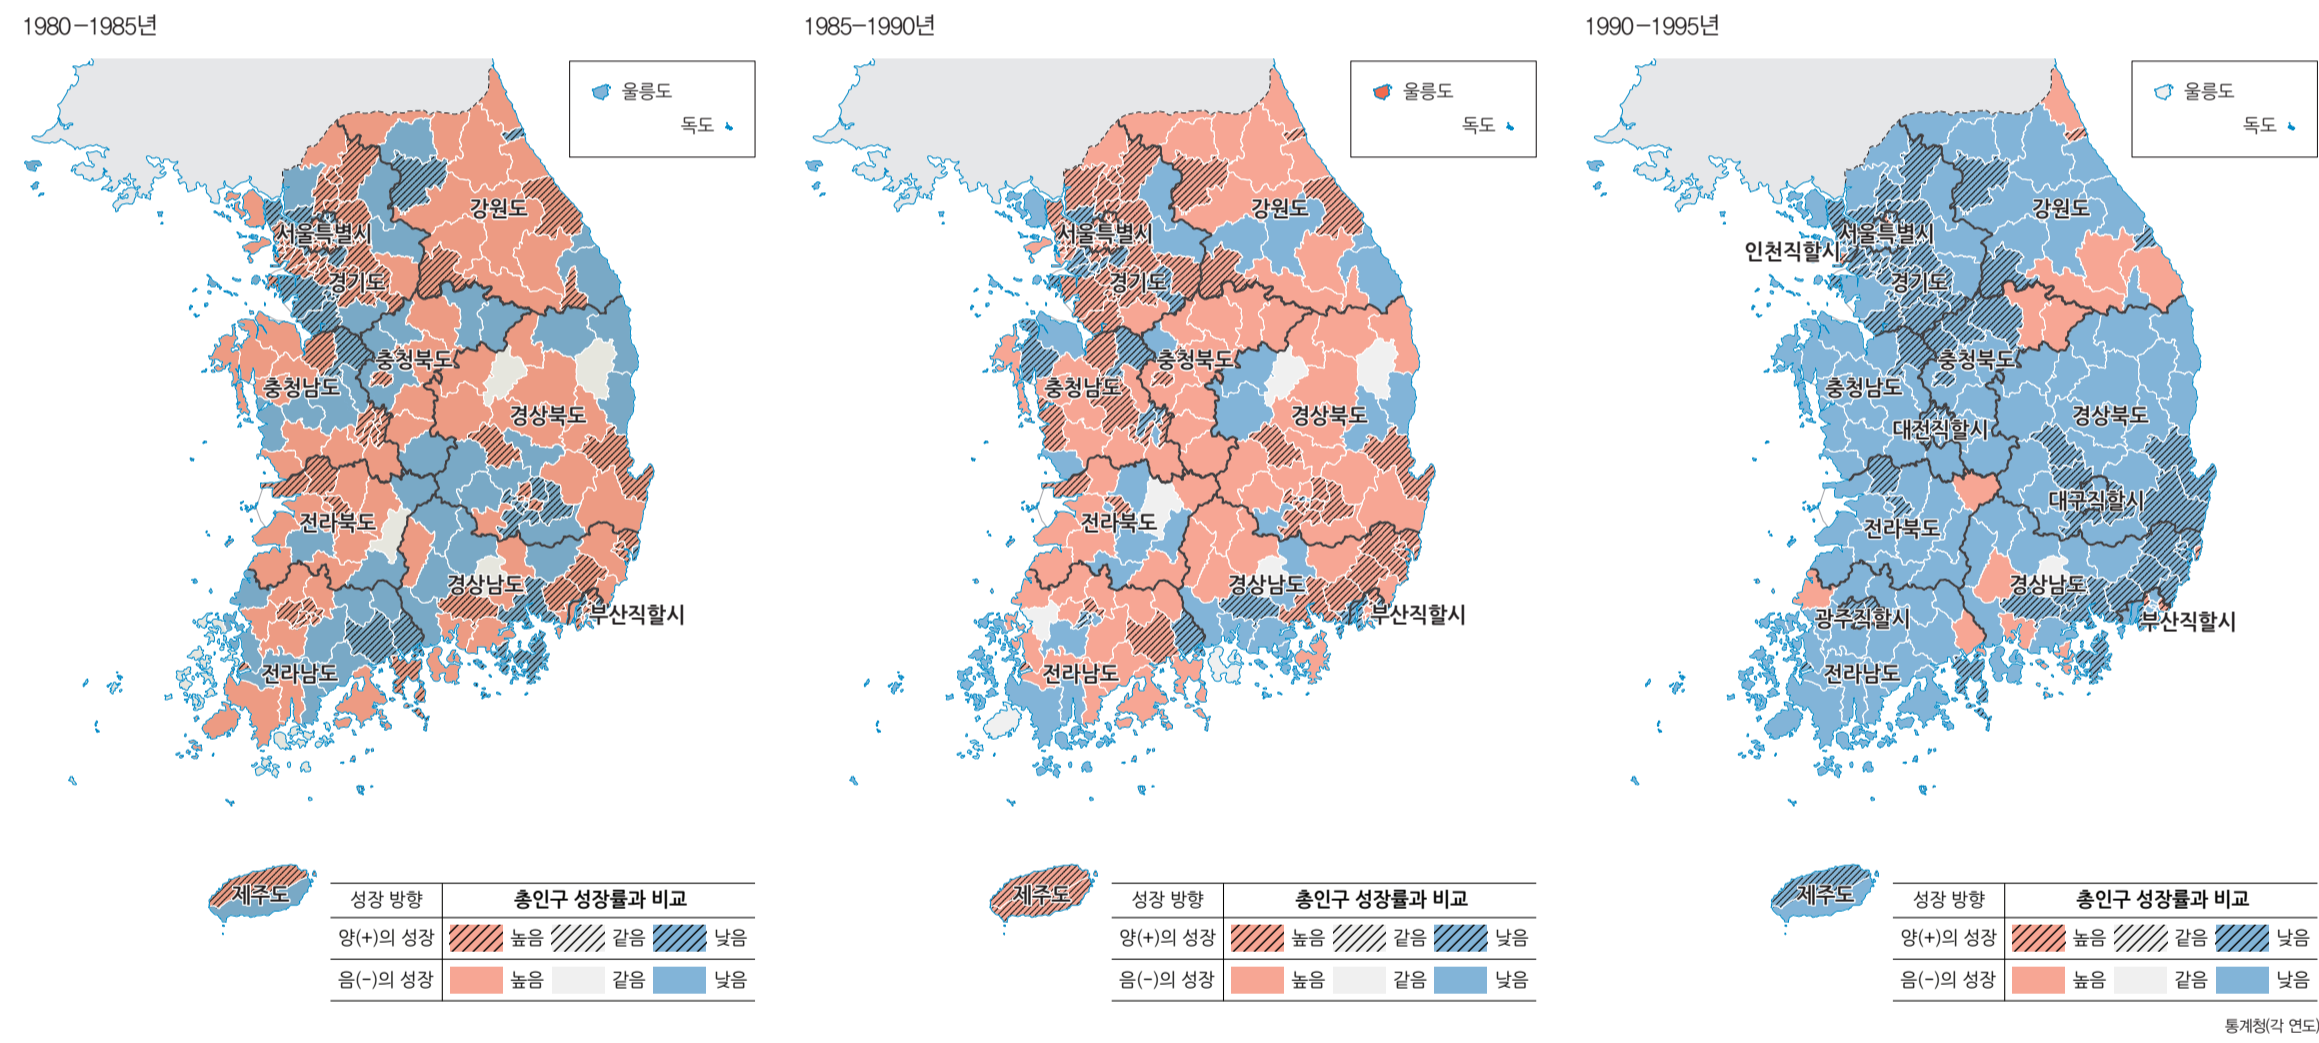 1980-1985년
울릉도
독도
강원도
서울특별시
경기도
충청북도
충청남도
경상북도
전라북도
경상남도
부산직할시
전라남도
제주도
성장 방향 총인구 성장률과 비교
양(+)의 성장 높음 같음 낮음
음(-)의 성장 높음 같음 낮음
1985-1990년
울릉도
독도
강원도
서울특별시
경기도
충청북도
충청남도
경상북도
전라북도
경상남도
부산직할시
전라남도
제주도
성장 방향 총인구 성장률과 비교
양(+)의 성장 높음 같음 낮음
음(-)의 성장 높음 같음 낮음
1990-1995년
울릉도
독도
강원도
서울특별시
인천직할시
경기도
충청북도
충청남도
경상북도
대전직할시
대구직할시
전라북도
경상남도
광주직할시
부산직할시
전라남도
제주도
성장 방향 총인구 성장률과 비교
양(+)의 성장 높음 같음 낮음
음(-)의 성장 높음 같음 낮음
통계청(각 연도)